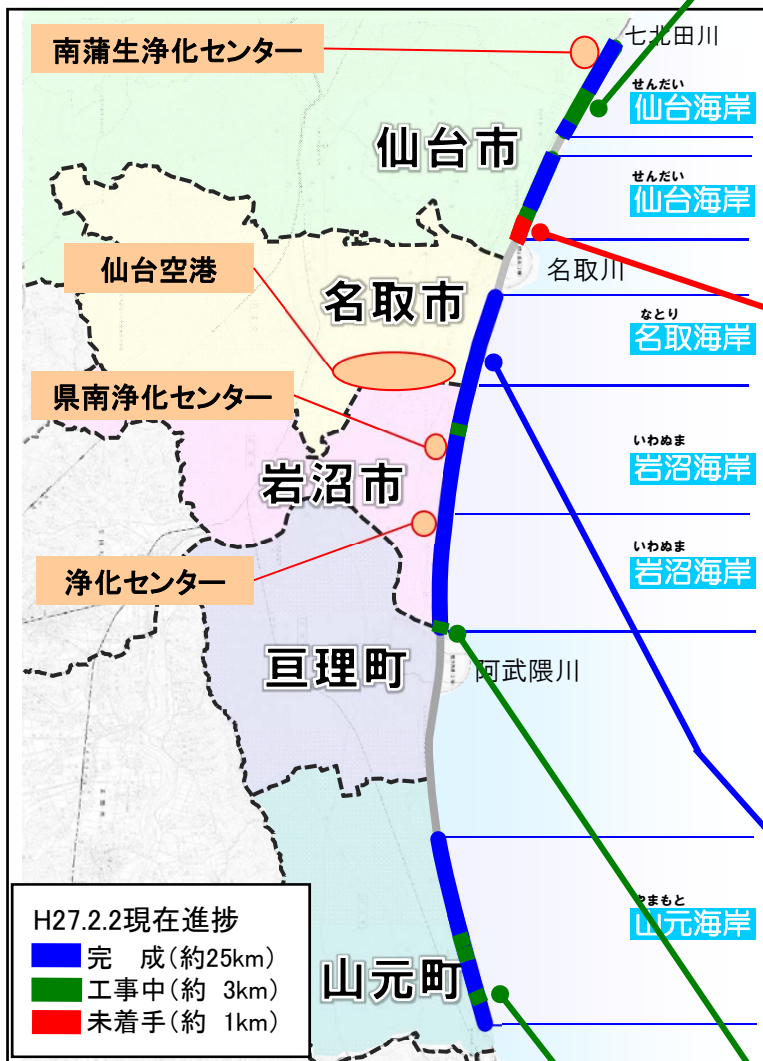 南蒲生浄化センター
七北田川
せんだい
仙台海岸
仙台市
せんだい
仙台海岸
仙台空港
名取川
名取市
なとり
名取海岸
県南浄化センター
いわぬま
岩沼海岸
岩沼市
いわぬま
岩沼海岸
浄化センター
亘理町
阿武隈川
やまもと
山元海岸
山元町
H27.2.2現在進捗
完　成(約25km)
工事中(約　3km)
未着手(約　1km)